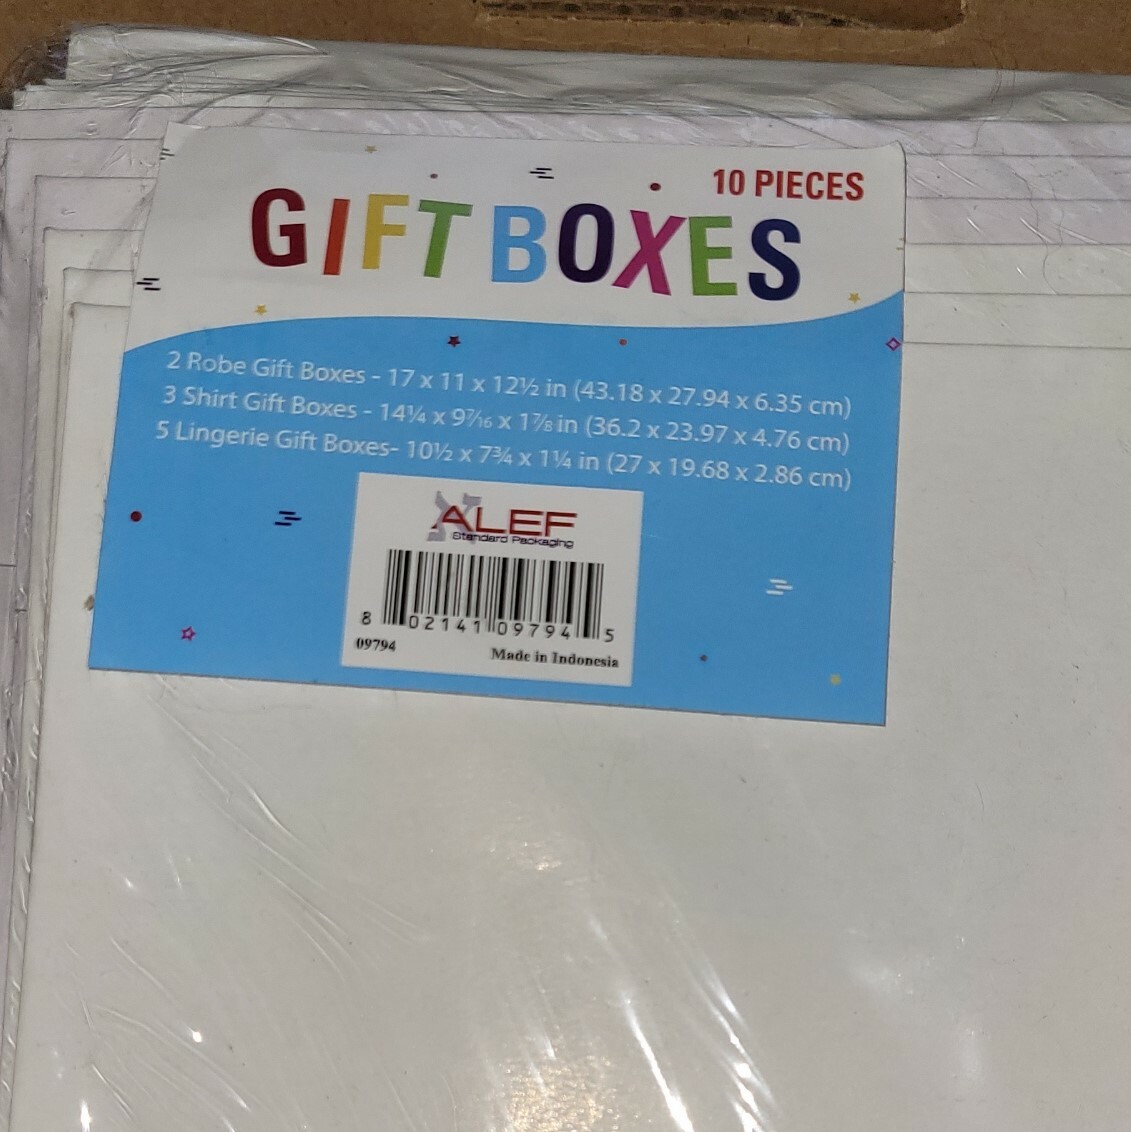 10 PIECES
GIFT BOXES
2 Robe Gift Boxes - 17 x 11 x 12½ in (43.18 x 27.94 x 6.35 cm)
3 Shirt Gift Boxes - 14¼ x 9⁷⁄₁₆ x 1⅞ in (36.2 x 23.97 x 4.76 cm)
5 Lingerie Gift Boxes- 10½ x 7¾ x 1¼ in (27 x 19.68 x 2.86 cm)
ALEF
Standard Packaging
8 02141 09794 5
09794 Made in Indonesia